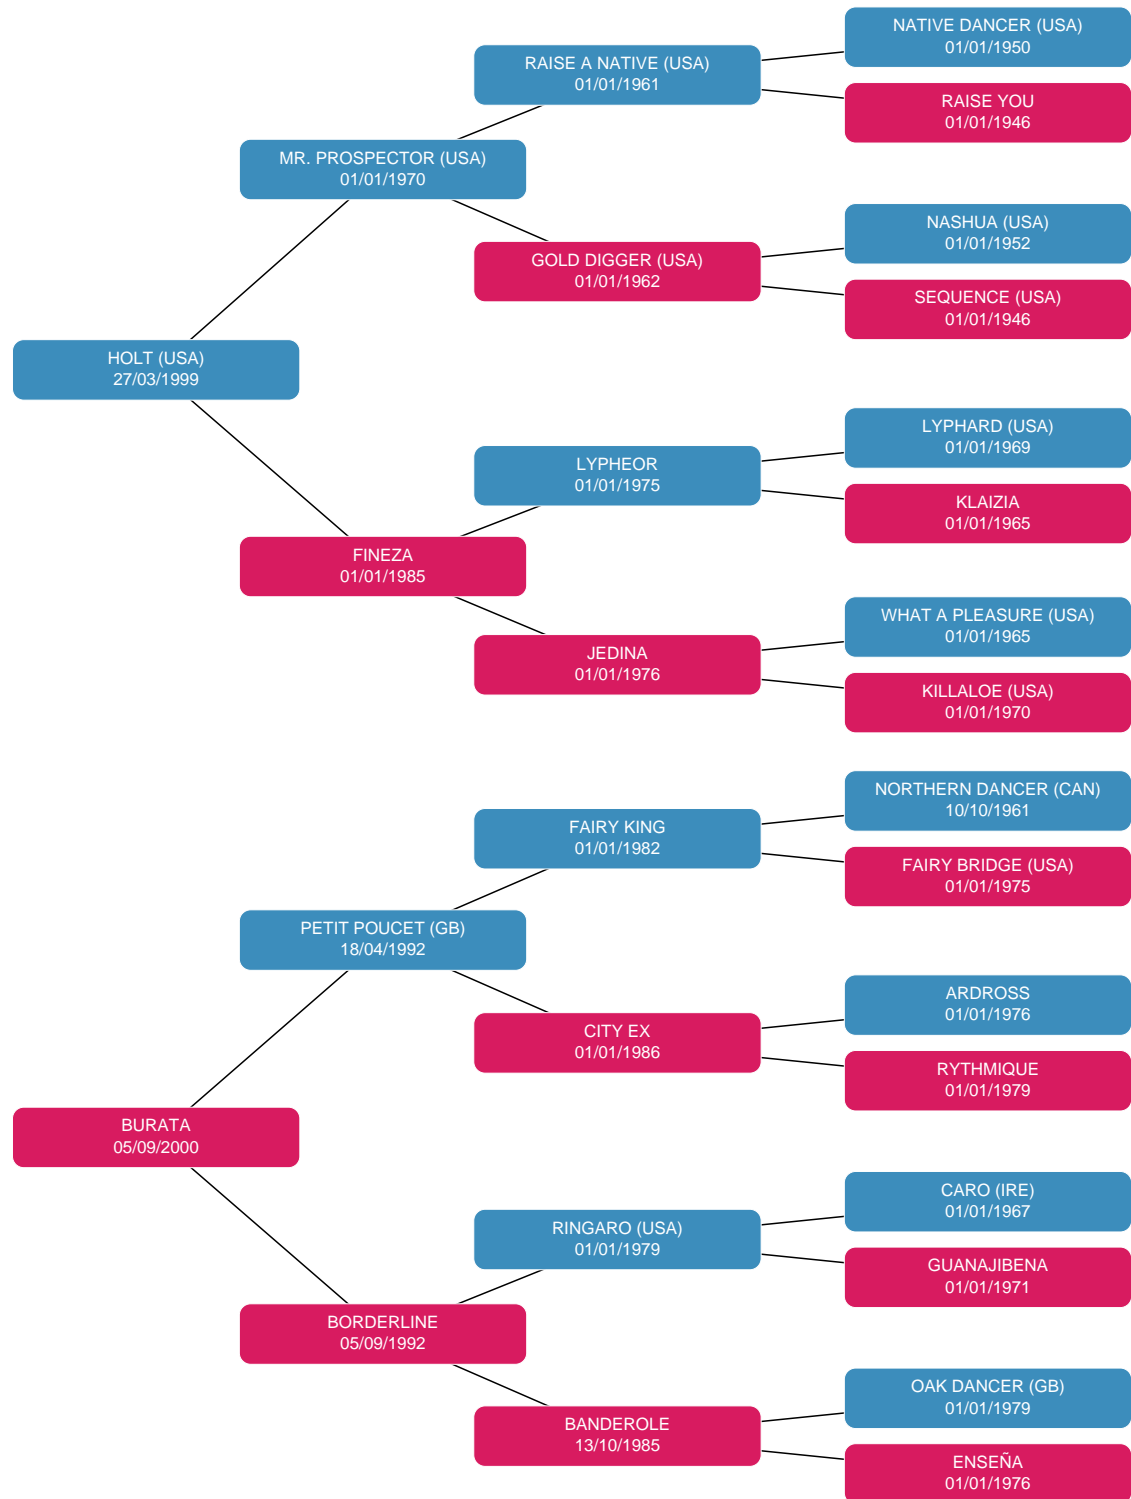 NATIVE DANCER (USA)
01/01/1950
RAISE A NATIVE (USA)
01/01/1961
RAISE YOU
01/01/1946
MR. PROSPECTOR (USA)
01/01/1970
NASHUA (USA)
01/01/1952
GOLD DIGGER (USA)
01/01/1962
SEQUENCE (USA)
01/01/1946
HOLT (USA)
27/03/1999
LYPHARD (USA)
01/01/1969
LYPHEOR
01/01/1975
KLAIZIA
01/01/1965
FINEZA
01/01/1985
WHAT A PLEASURE (USA)
01/01/1965
JEDINA
01/01/1976
KILLALOE (USA)
01/01/1970
NORTHERN DANCER (CAN)
10/10/1961
FAIRY KING
01/01/1982
FAIRY BRIDGE (USA)
01/01/1975
PETIT POUCET (GB)
18/04/1992
ARDROSS
01/01/1976
CITY EX
01/01/1986
RYTHMIQUE
01/01/1979
BURATA
05/09/2000
CARO (IRE)
01/01/1967
RINGARO (USA)
01/01/1979
GUANAJIBENA
01/01/1971
BORDERLINE
05/09/1992
OAK DANCER (GB)
01/01/1979
BANDEROLE
13/10/1985
ENSEÑA
01/01/1976